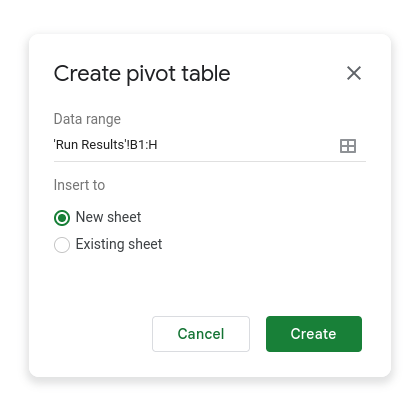 Create pivot table
Data range
'Run Results'!B1:H
Insert to
New sheet
Existing sheet
Cancel
Create